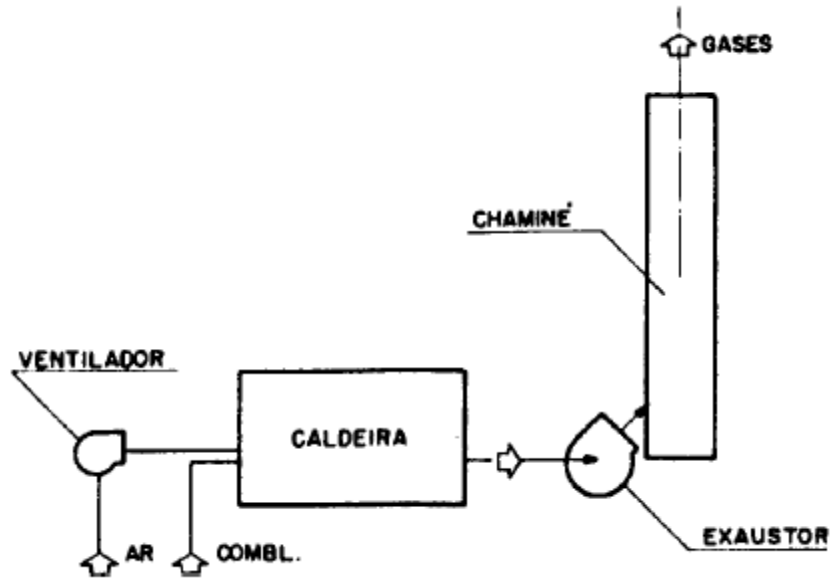 GASES
CHAMINÉ
VENTILADOR
CALDEIRA
AR
COMBL.
EXAUSTOR